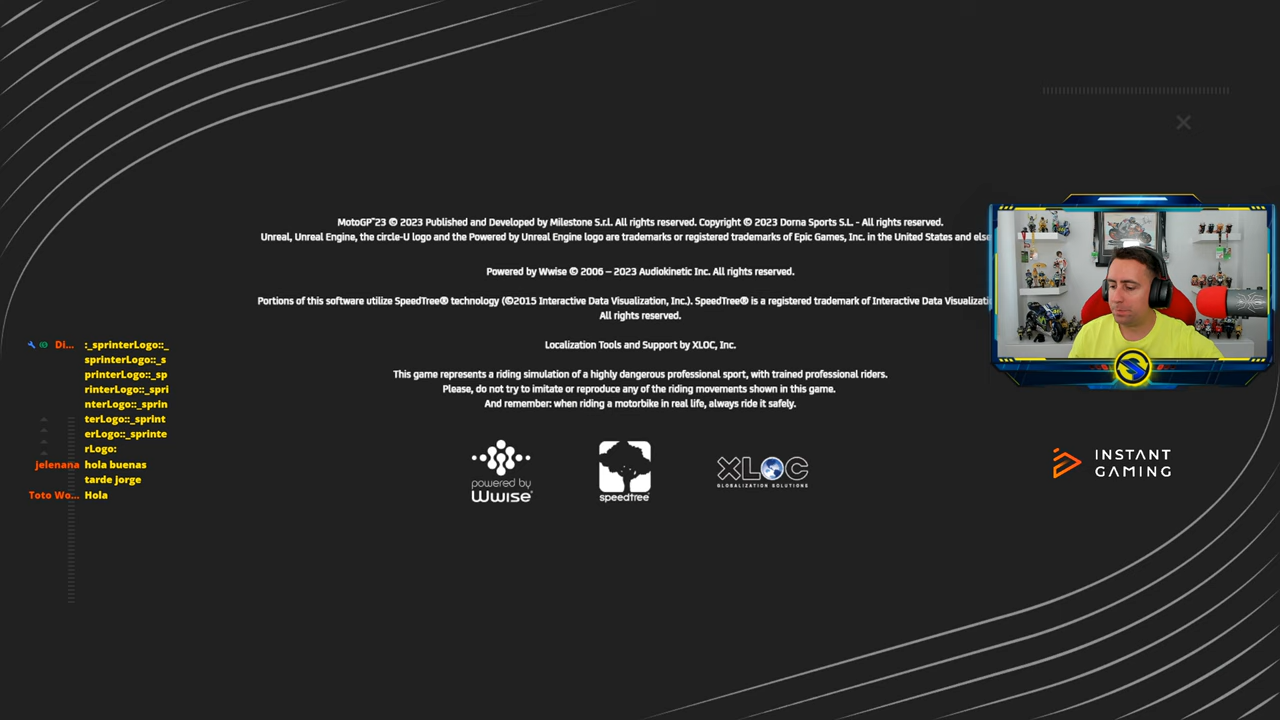 MotoGP™23 © 2023 Published and Developed by Milestone S.r.l. All rights reserved. Copyright © 2023 Dorna Sports S.L. - All rights reserved.
Unreal, Unreal Engine, the circle-U logo and the Powered by Unreal Engine logo are trademarks or registered trademarks of Epic Games, Inc. in the United States and else
Powered by Wwise © 2006 – 2023 Audiokinetic Inc. All rights reserved.
Portions of this software utilize SpeedTree® technology (©2015 Interactive Data Visualization, Inc.). SpeedTree® is a registered trademark of Interactive Data Visualizati
All rights reserved.
Localization Tools and Support by XLOC, Inc.
This game represents a riding simulation of a highly dangerous professional sport, with trained professional riders.
Please, do not try to imitate or reproduce any of the riding movements shown in this game.
And remember: when riding a motorbike in real life, always ride it safely.
Di... :_sprinterLogo::_
sprinterLogo::_s
printerLogo::_sp
rinterLogo::_spri
nterLogo::_sprin
terLogo::_sprint
erLogo::_sprinte
rLogo:
jelenana hola buenas
tarde jorge
Toto Wo... Hola
powered by
Wwise®
speedtree®
XLOC
GLOBALIZATION SOLUTIONS
INSTANT
GAMING